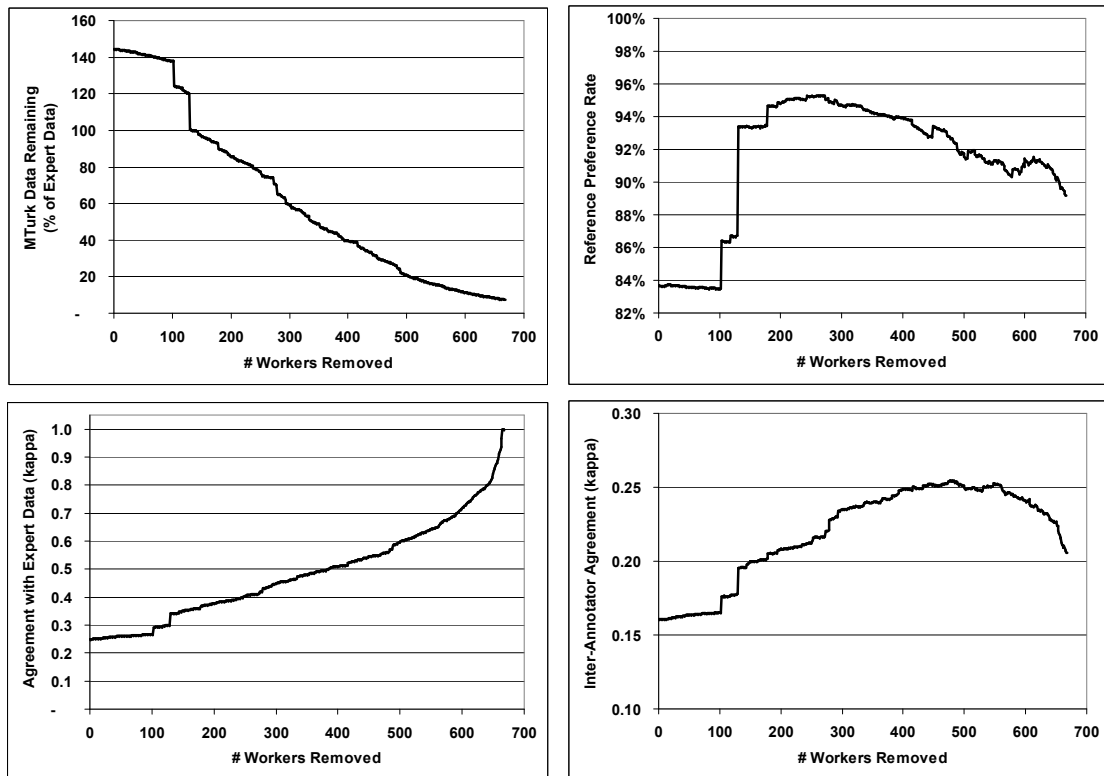 MTurk Data Remaining
(% of Expert Data)
160
140
120
100
80
60
40
20
-
0 100 200 300 400 500 600 700
# Workers Removed
Reference Preference Rate
100%
98%
96%
94%
92%
90%
88%
86%
84%
82%
0 100 200 300 400 500 600 700
# Workers Removed
Agreement with Expert Data (kappa)
1.0
0.9
0.8
0.7
0.6
0.5
0.4
0.3
0.2
0.1
-
0 100 200 300 400 500 600 700
# Workers Removed
Inter-Annotator Agreement (kappa)
0.30
0.25
0.20
0.15
0.10
0 100 200 300 400 500 600 700
# Workers Removed